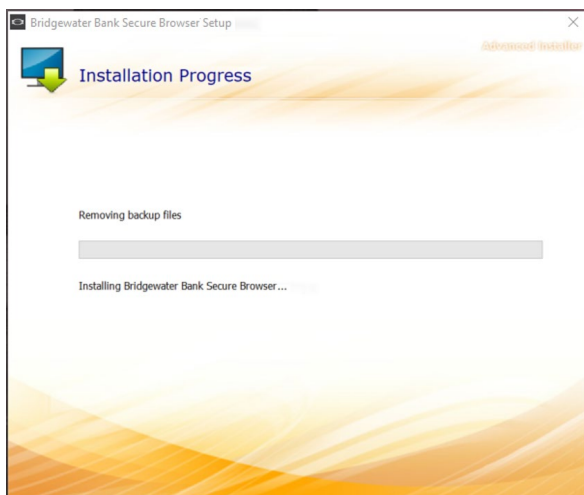 Bridgewater Bank Secure Browser Setup
Advanced Installer
Installation Progress
Removing backup files
Installing Bridgewater Bank Secure Browser...